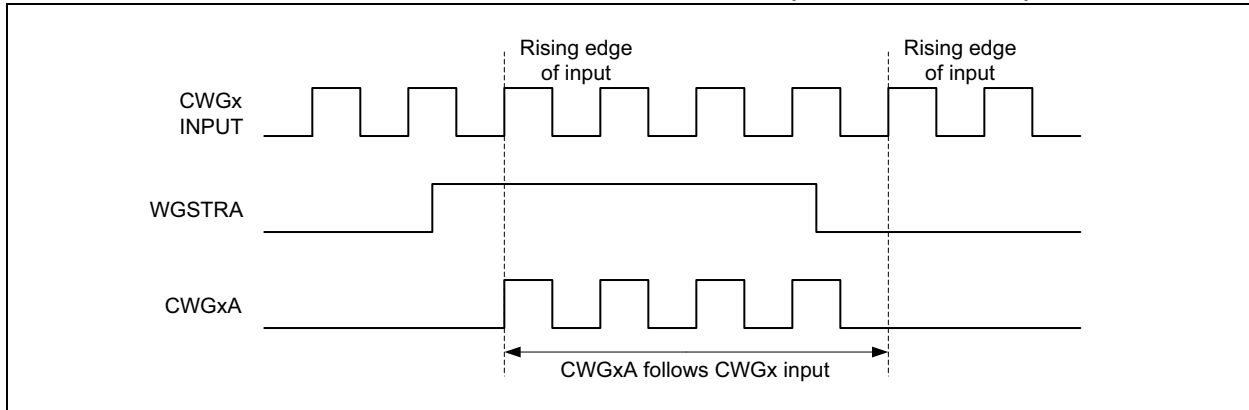 Rising edge
of input
Rising edge
of input
CWGx
INPUT
WGSTRA
CWGxA
CWGxA follows CWGx input